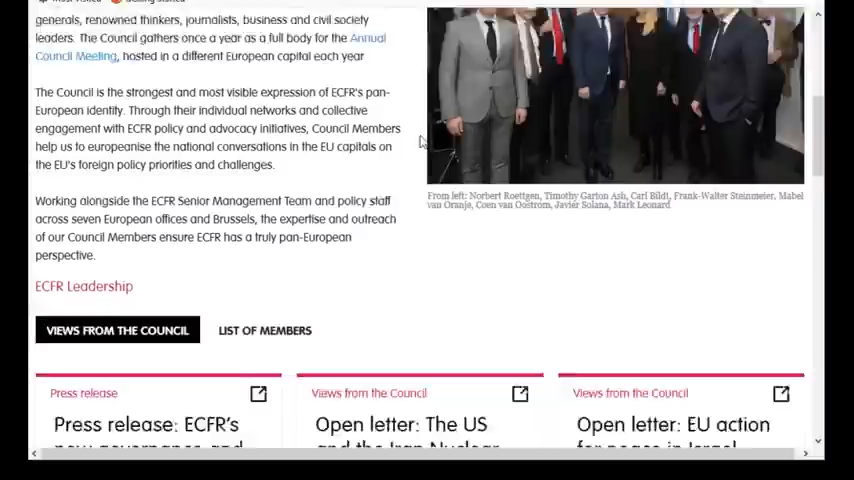 generals, renowned thinkers, journalists, business and civil society
leaders. The Council gathers once a year as a full body for the Annual
Council Meeting, hosted in a different European capital each year
The Council is the strongest and most visible expression of ECFR's pan-
European identity. Through their individual networks and collective
engagement with ECFR policy and advocacy initiatives, Council Members
help us to europeanise the national conversations in the EU capitals on
the EU's foreign policy priorities and challenges.
Working alongside the ECFR Senior Management Team and policy staff
across seven European offices and Brussels, the expertise and outreach
of our Council Members ensure ECFR has a truly pan-European
perspective.
ECFR Leadership
From left: Norbert Roettgen, Timothy Garton Ash, Carl Bildt, Frank-Walter Steinmeier, Mabel
van Oranje, Coen van Oostrom, Javier Solana, Mark Leonard
VIEWS FROM THE COUNCIL LIST OF MEMBERS
Press release
Press release: ECFR's
new governance and
Views from the Council
Open letter: The US
and the Iran Nuclear
Views from the Council
Open letter: EU action
for peace in Israel